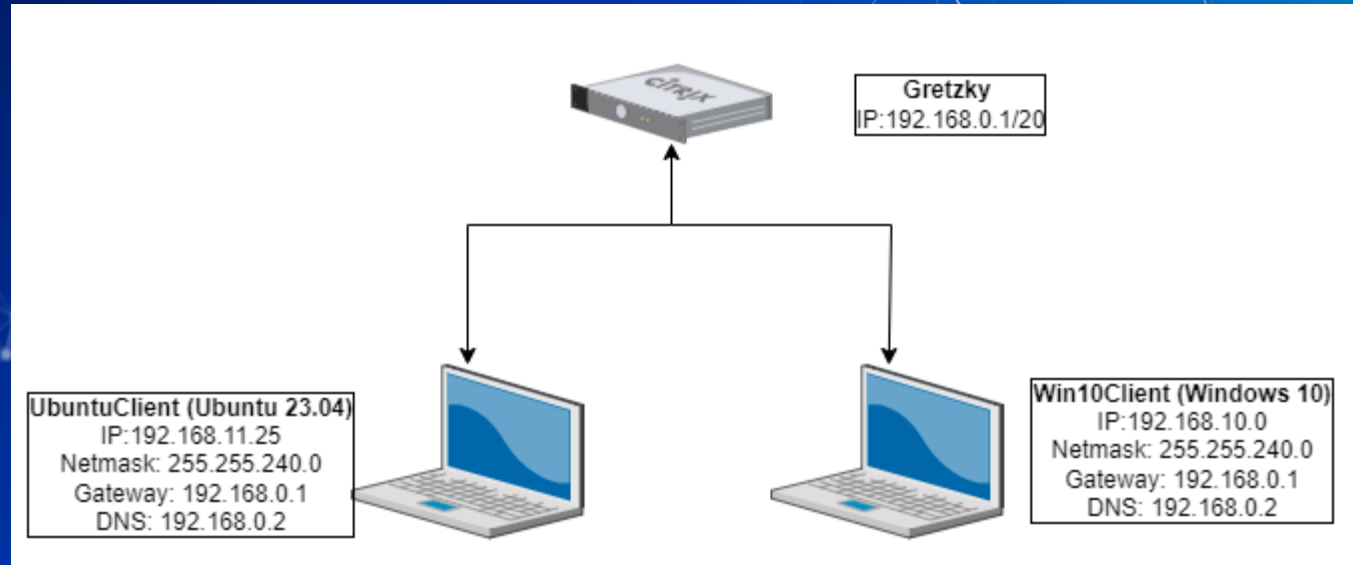 CİTRIX
Gretzky
IP:192.168.0.1/20
UbuntuClient (Ubuntu 23.04)
IP:192.168.11.25
Netmask: 255.255.240.0
Gateway: 192.168.0.1
DNS: 192.168.0.2
Win10Client (Windows 10)
IP:192.168.10.0
Netmask: 255.255.240.0
Gateway: 192.168.0.1
DNS: 192.168.0.2